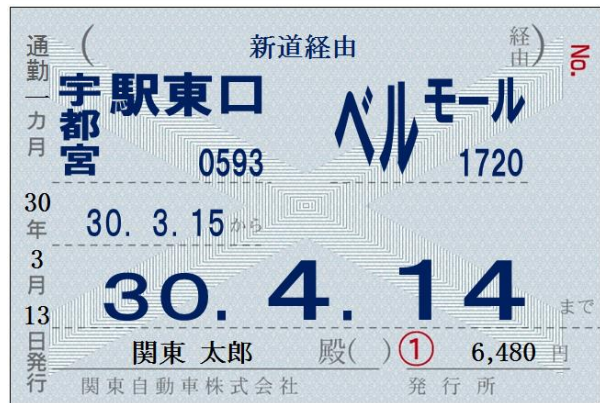 通勤一カ月
( 新道経由 経由)
No.
宇都宮駅東口 ベルモール
0593 1720
30年3月13日発行
30. 3.15から
30. 4. 14 まで
関東 太郎 殿( ) ① 6,480 円
関東自動車株式会社 発行所